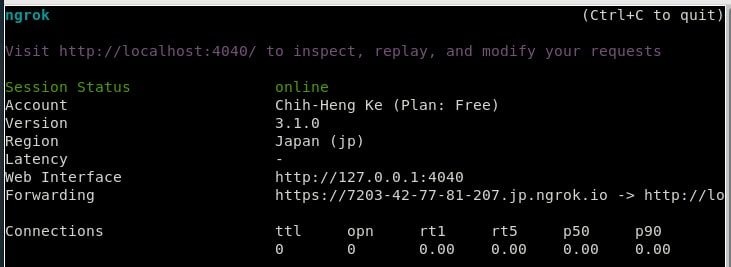 ngrok (Ctrl+C to quit)
Visit http://localhost:4040/ to inspect, replay, and modify your requests
Session Status online
Account Chih-Heng Ke (Plan: Free)
Version 3.1.0
Region Japan (jp)
Latency -
Web Interface http://127.0.0.1:4040
Forwarding https://7203-42-77-81-207.jp.ngrok.io -> http://lo
Connections ttl opn rt1 rt5 p50 p90
0 0 0.00 0.00 0.00 0.00